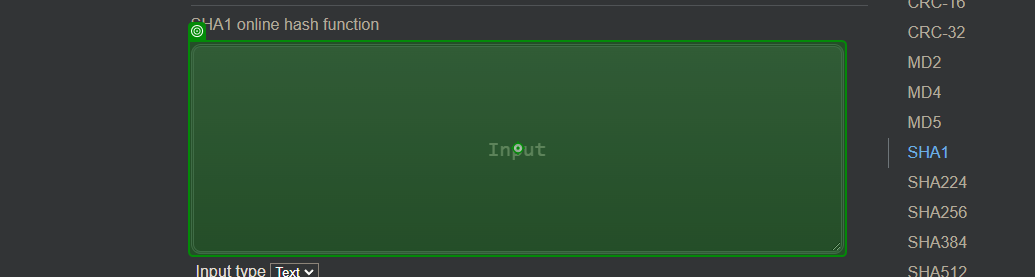 SHA1 online hash function
Input
Input type Text
CRC-16
CRC-32
MD2
MD4
MD5
SHA1
SHA224
SHA256
SHA384
SHA512